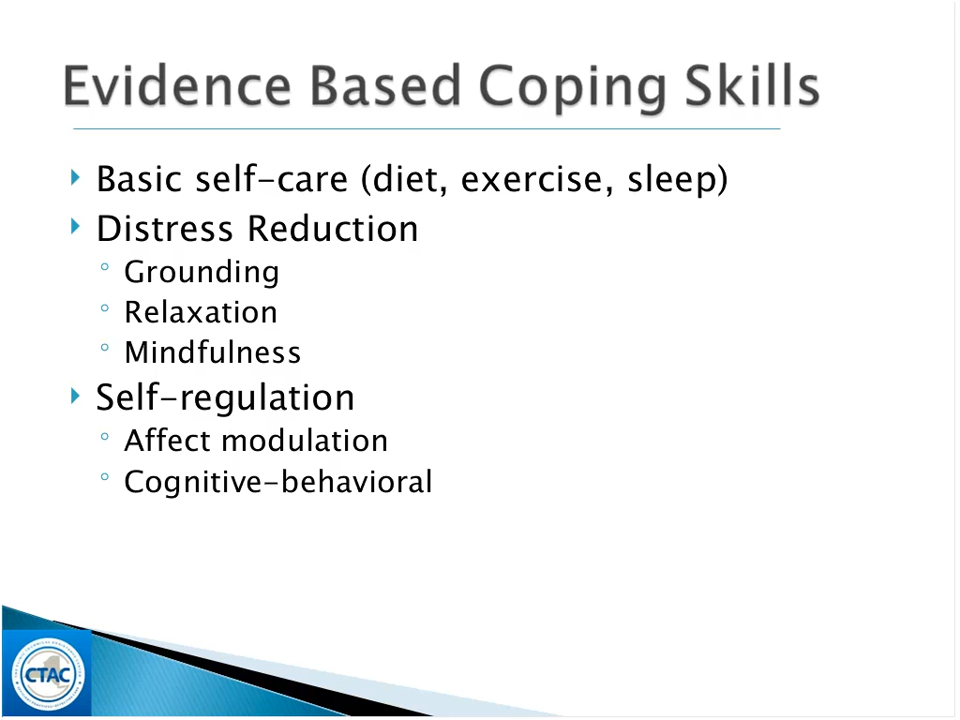 Evidence Based Coping Skills
Basic self-care (diet, exercise, sleep)
Distress Reduction
Grounding
Relaxation
Mindfulness
Self-regulation
Affect modulation
Cognitive-behavioral
CTAC